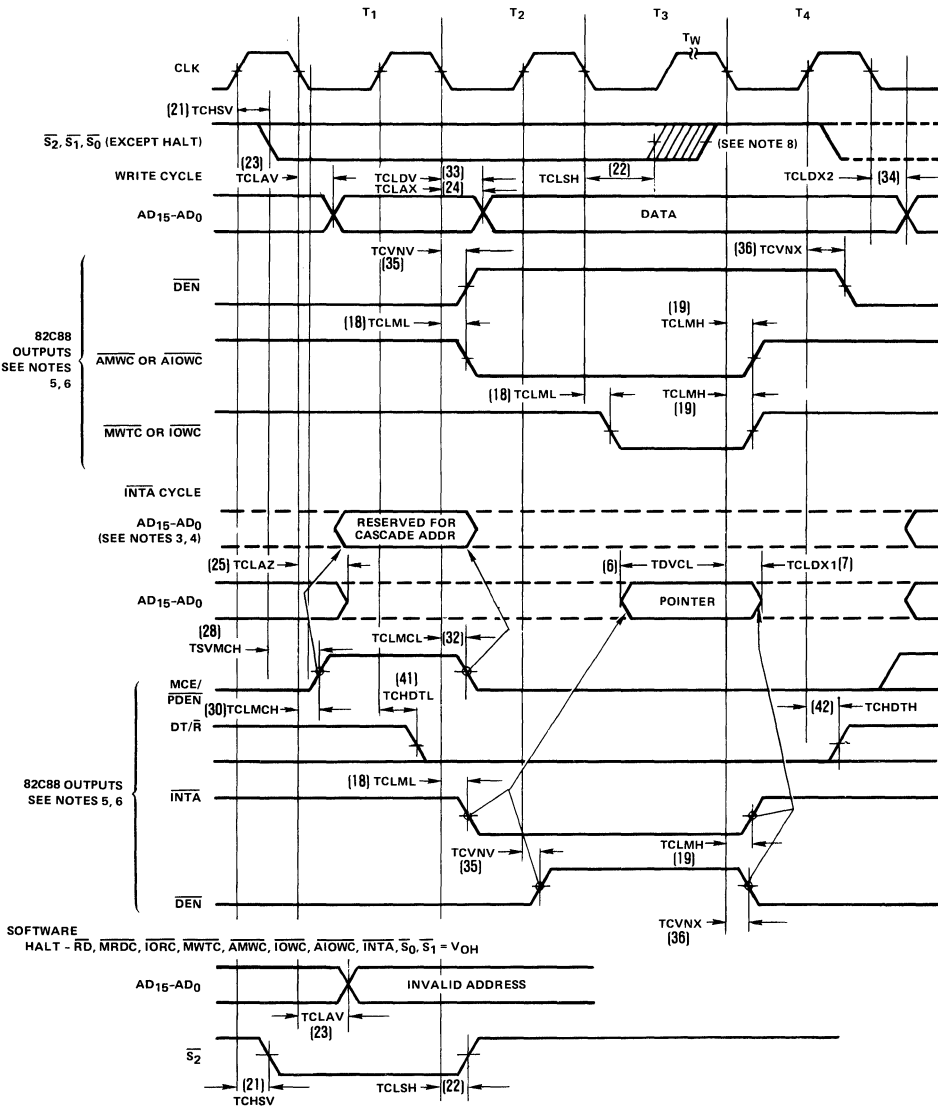 T1 T2 T3 T4
TW
CLK
(21) TCHSV
S2, S1, S0 (EXCEPT HALT)
(SEE NOTE 8)
(23)
TCLAV
TCLDV (33)
TCLAX (24)
TCLSH (22)
TCLDX2 (34)
WRITE CYCLE
AD15-AD0
DATA
TCVNV
(35)
(36) TCVNX
DEN
(18) TCLML
(19)
TCLMH
82C88
OUTPUTS
SEE NOTES
5, 6
AMWC OR AIOWC
(18) TCLML
TCLMH
(19)
MWTC OR IOWC
INTA CYCLE
AD15-AD0
(SEE NOTES 3, 4)
RESERVED FOR
CASCADE ADDR
(25) TCLAZ
(6) TDVCL
TCLDX1 (7)
AD15-AD0
POINTER
(28)
TSVMCH
TCLMCL (32)
MCE/
PDEN
(41)
TCHDTL
(30) TCLMCH
(42) TCHDTH
DT/R
(18) TCLML
82C88 OUTPUTS
SEE NOTES 5, 6
INTA
TCVNV
(35)
TCLMH
(19)
DEN
TCVNX
(36)
SOFTWARE
HALT - RD, MRDC, IORC, MWTC, AMWC, IOWC, AIOWC, INTA, S0, S1 = VOH
AD15-AD0
INVALID ADDRESS
TCLAV
(23)
S2
(21)
TCHSV
TCLSH (22)